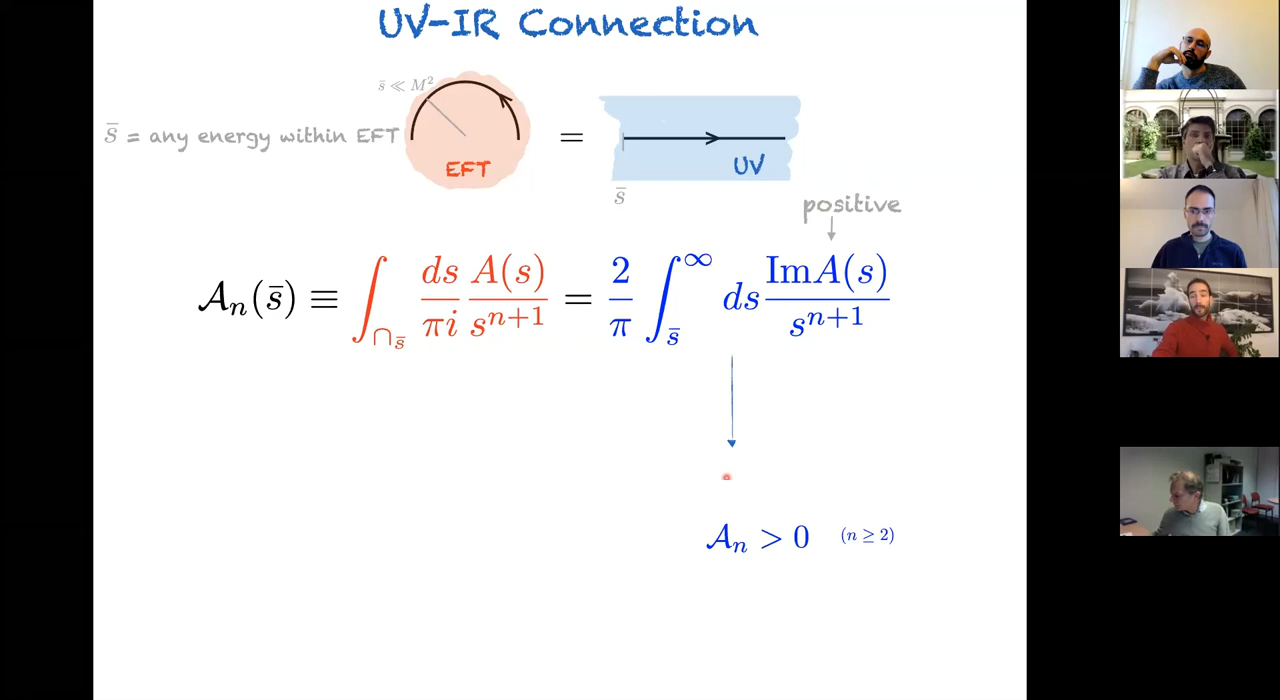 UV-IR Connection
s̄ ≪ M²
s̄ = any energy within EFT
=
EFT
UV
s̄
positive
𝒜ₙ(s̄) ≡ ∫_{∩s̄} ds/πi A(s)/sⁿ⁺¹ = 2/π ∫_{s̄}^{∞} ds ImA(s)/sⁿ⁺¹
𝒜ₙ > 0 (n ≥ 2)